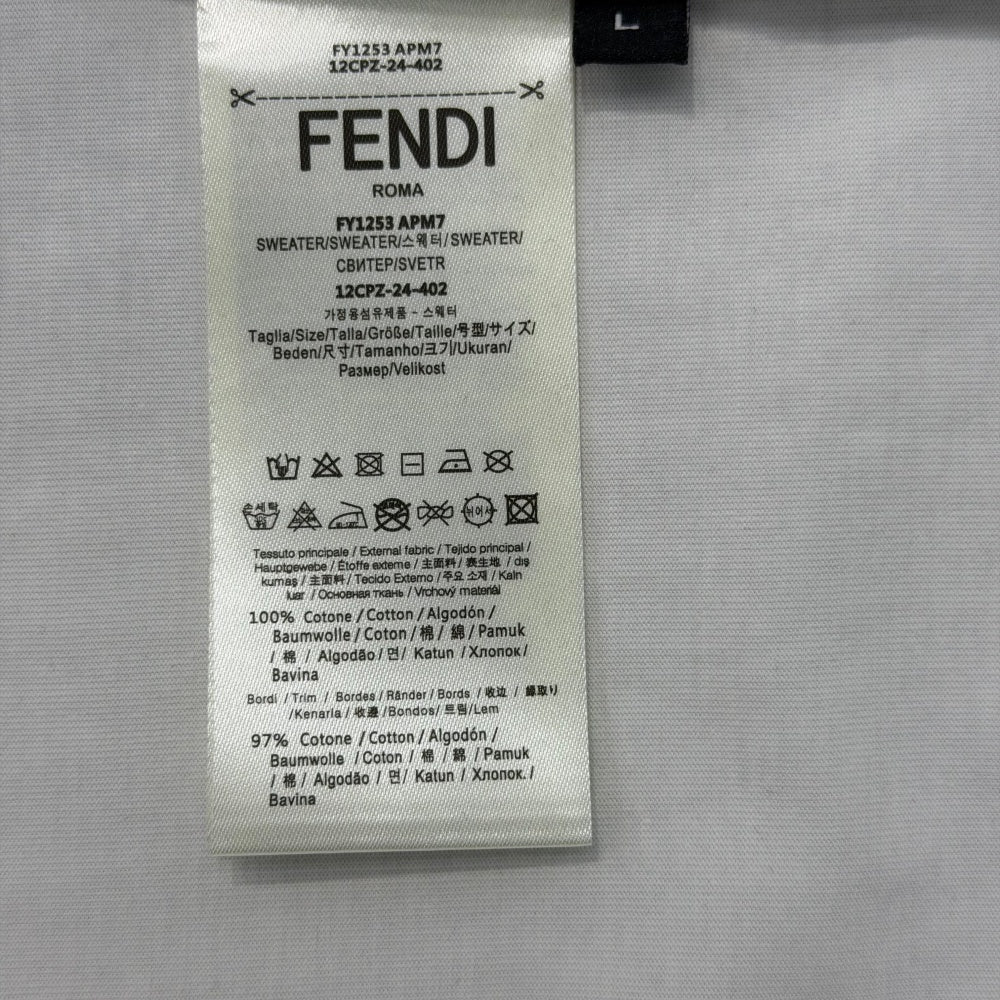 L
FY1253 APM7
12CPZ-24-402
FENDI
ROMA
FY1253 APM7
SWEATER/SWEATER/스웨터/SWEATER/
СВИТЕР/SVETR
12CPZ-24-402
가정용섬유제품 - 스웨터
Taglia/Size/Talla/Größe/Taille/号型/サイズ/
Beden/尺寸/Tamanho/크기/Ukuran/
Размер/Velikost
손세탁
Tessuto principale / External fabric / Tejido principal /
Hauptgewebe / Étoffe externe / 主面料 / 表生地 / dış
kumaş / 主面料 / Tecido Externo / 주요 소재 / Kain
luar / Основная ткань / Vrchový materiál
100% Cotone / Cotton / Algodón /
Baumwolle / Coton / 棉 / 綿 / Pamuk
/ 棉 / Algodão / 면/ Katun / Хлопок /
Bavina
Bordi / Trim / Bordes / Ränder / Bords / 收边 / 縁取り
/Kenaria / 收邊 /Bondos/ 트림/Lem
97% Cotone / Cotton / Algodón /
Baumwolle / Coton / 棉 / 綿 / Pamuk
/ 棉 / Algodão / 면/ Katun / Хлопок. /
Bavina